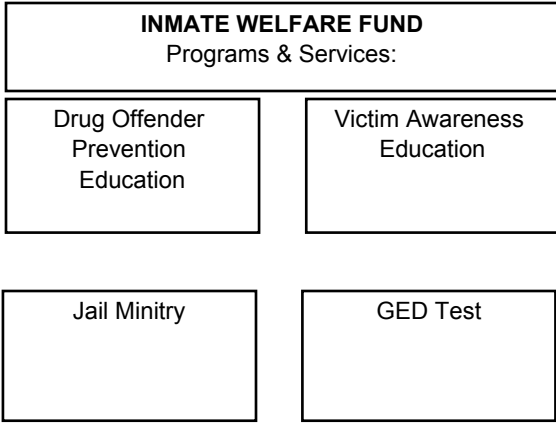 INMATE WELFARE FUND
Programs & Services:
Drug Offender
Prevention
Education
Victim Awareness
Education
Jail Minitry
GED Test